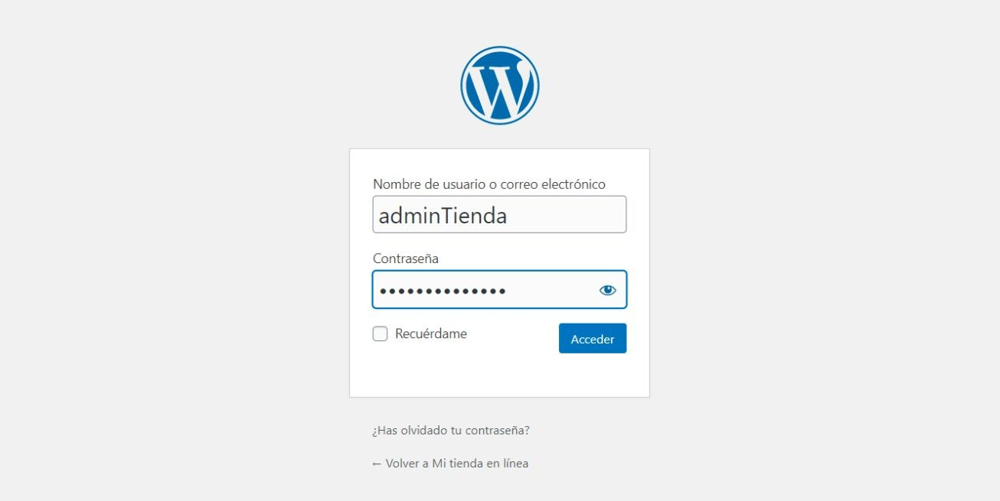 Nombre de usuario o correo electrónico
adminTienda
Contraseña
••••••••••••••
Recuérdame
Acceder
¿Has olvidado tu contraseña?
← Volver a Mi tienda en línea